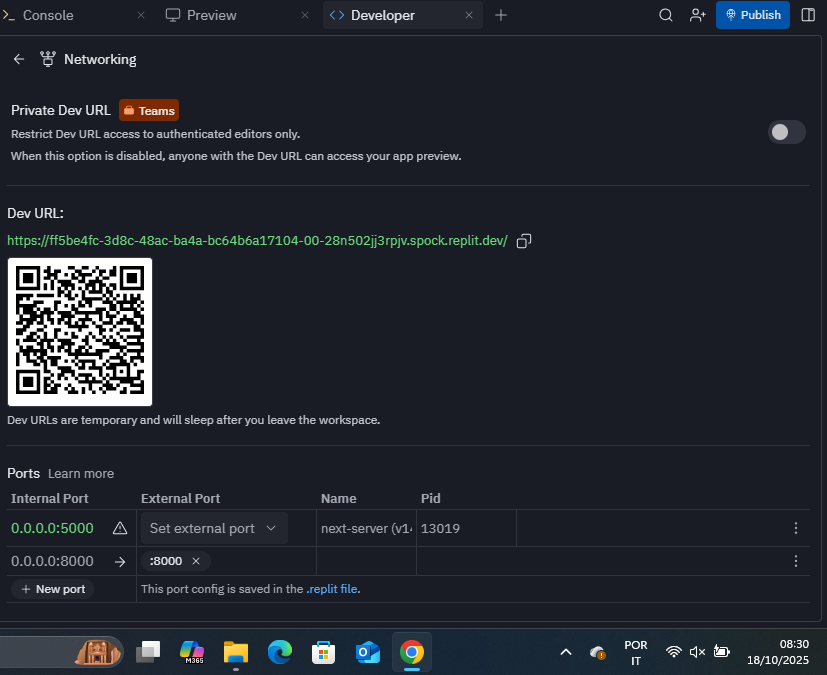 Console
Preview
Developer
Publish
Networking
Private Dev URL Teams
Restrict Dev URL access to authenticated editors only.
When this option is disabled, anyone with the Dev URL can access your app preview.
Dev URL:
https://ff5be4fc-3d8c-48ac-ba4a-bc64b6a17104-00-28n502jj3rpjv.spock.replit.dev/
Dev URLs are temporary and will sleep after you leave the workspace.
Ports Learn more
Internal Port External Port Name Pid
0.0.0.0:5000 Set external port next-server (v14 13019
0.0.0.0:8000 :8000
New port This port config is saved in the .replit file.
M365
POR
IT
08:30
18/10/2025